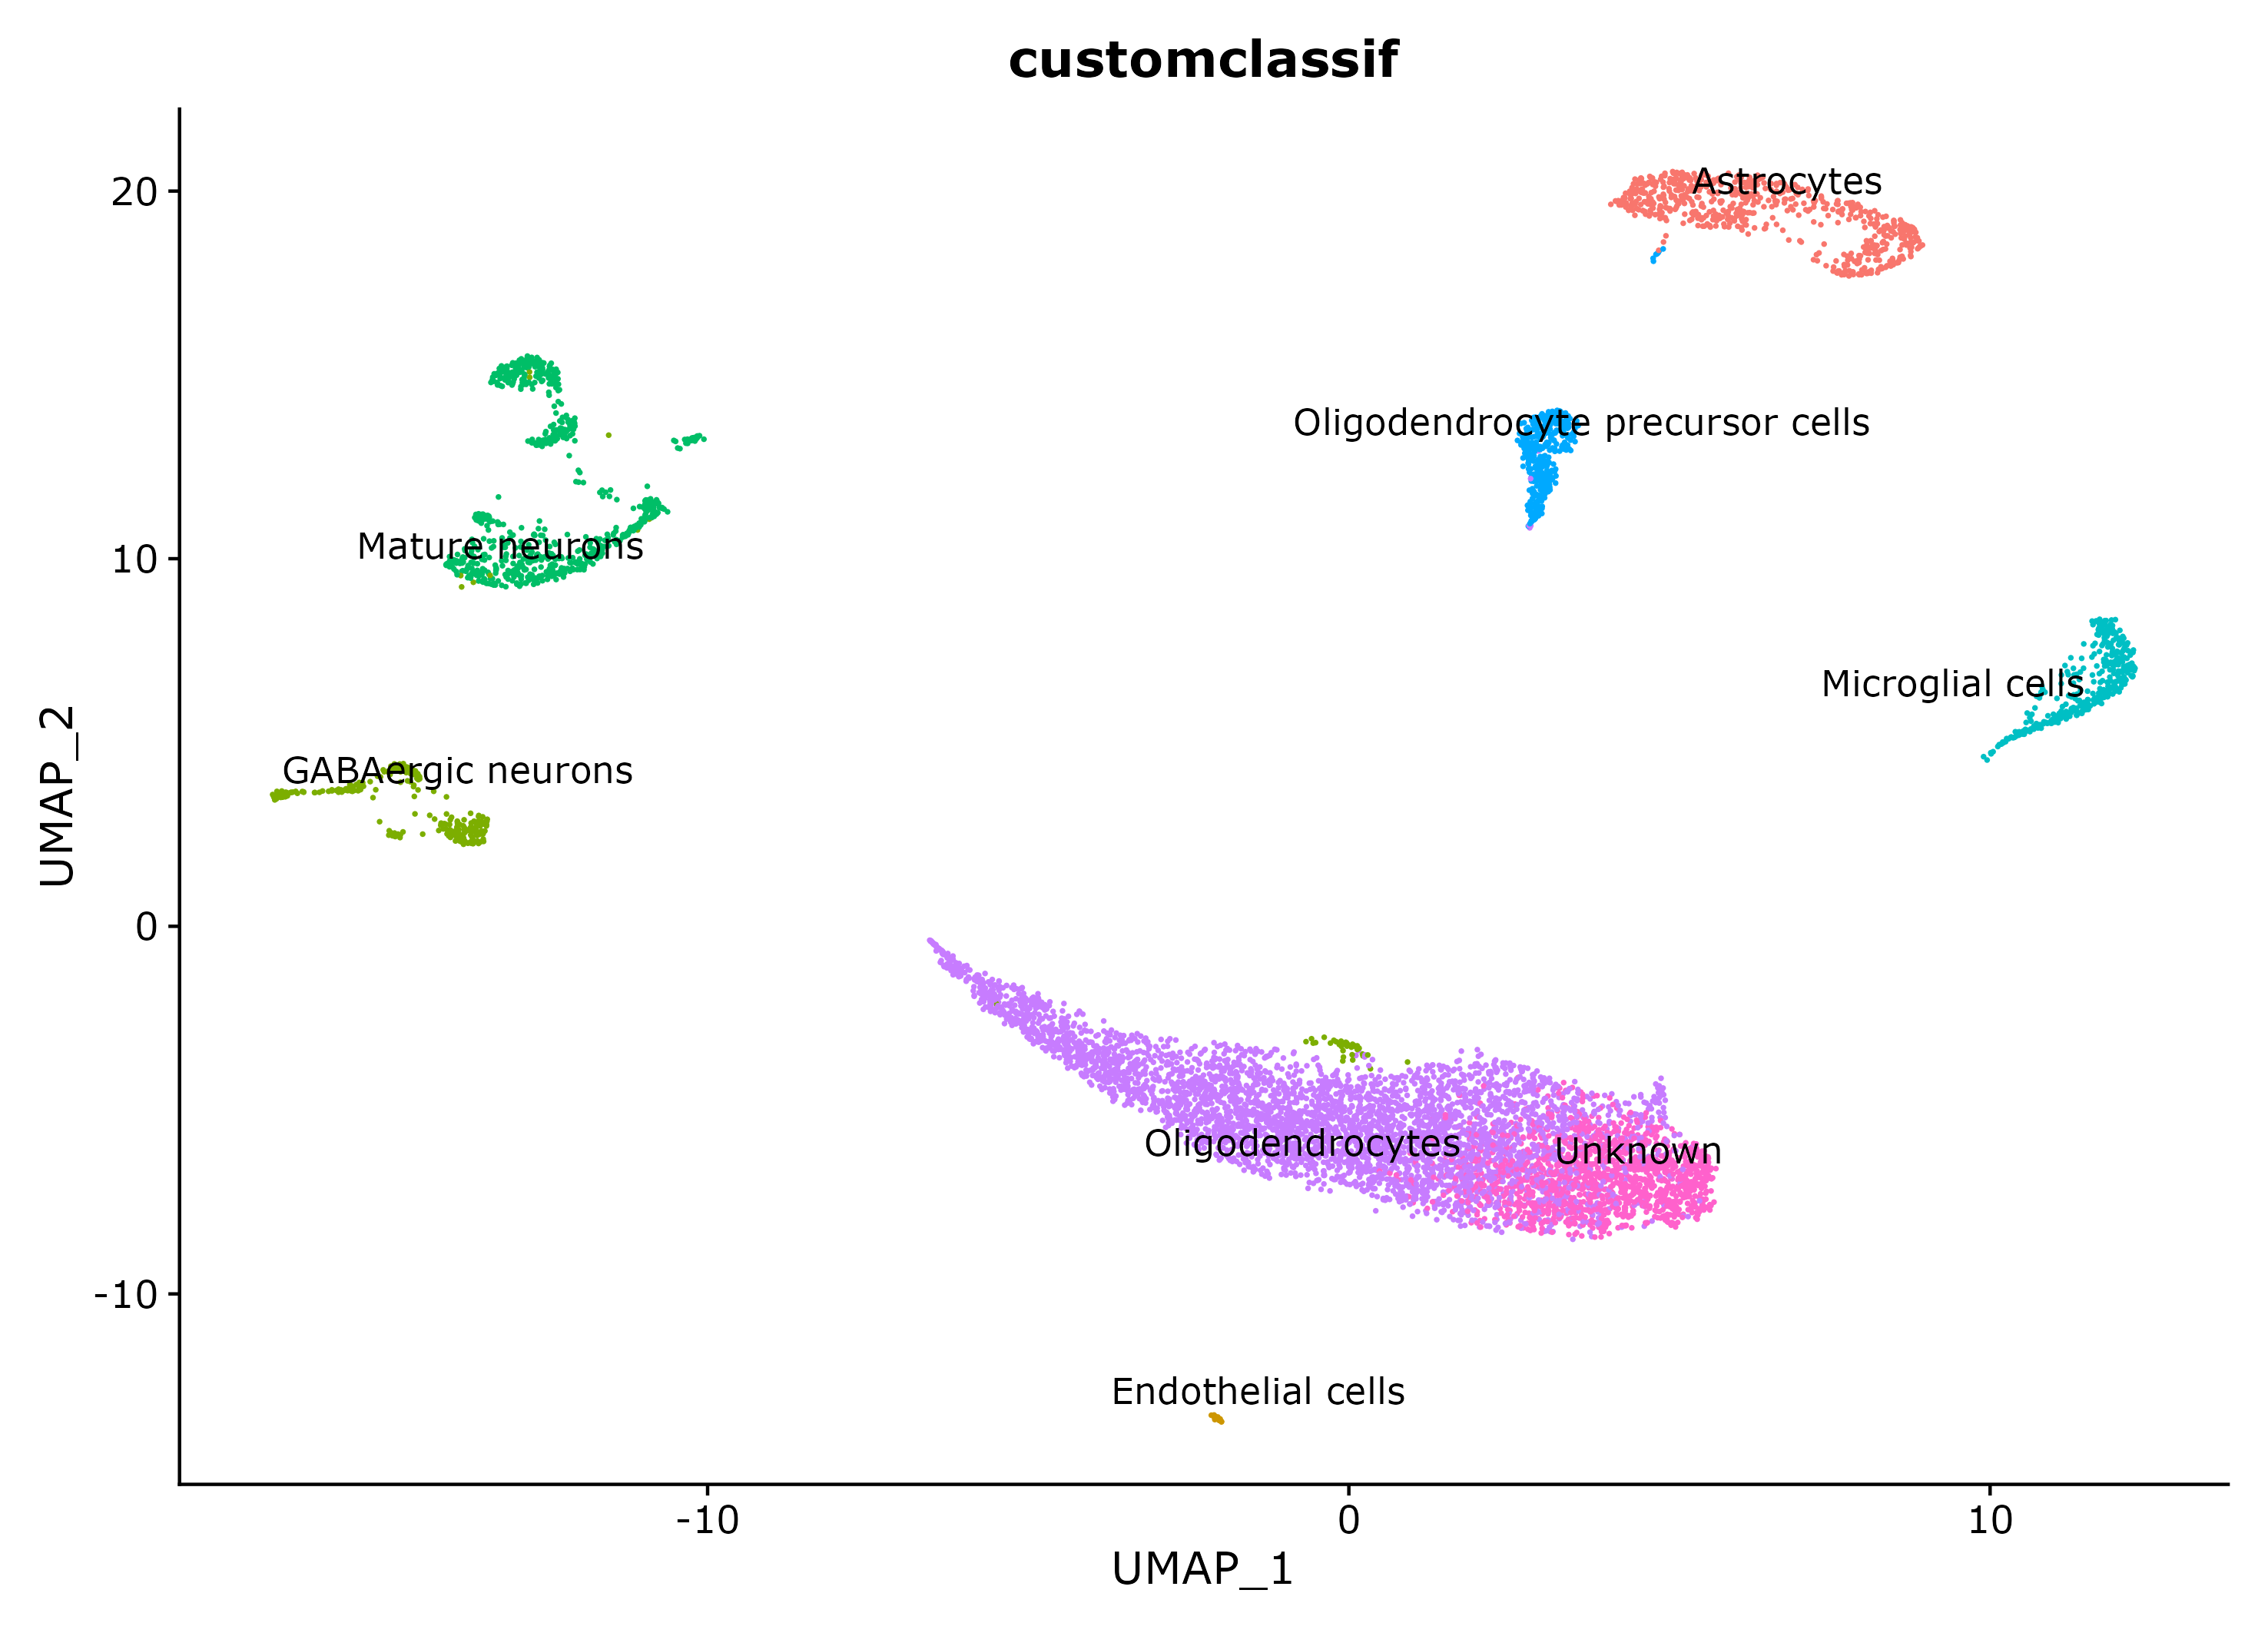 customclassif
20
Astrocytes
Oligodendrocyte precursor cells
Mature neurons
10
Microglial cells
GABAergic neurons
UMAP_2
0
Oligodendrocytes
Unknown
-10
Endothelial cells
-10
0
10
UMAP_1